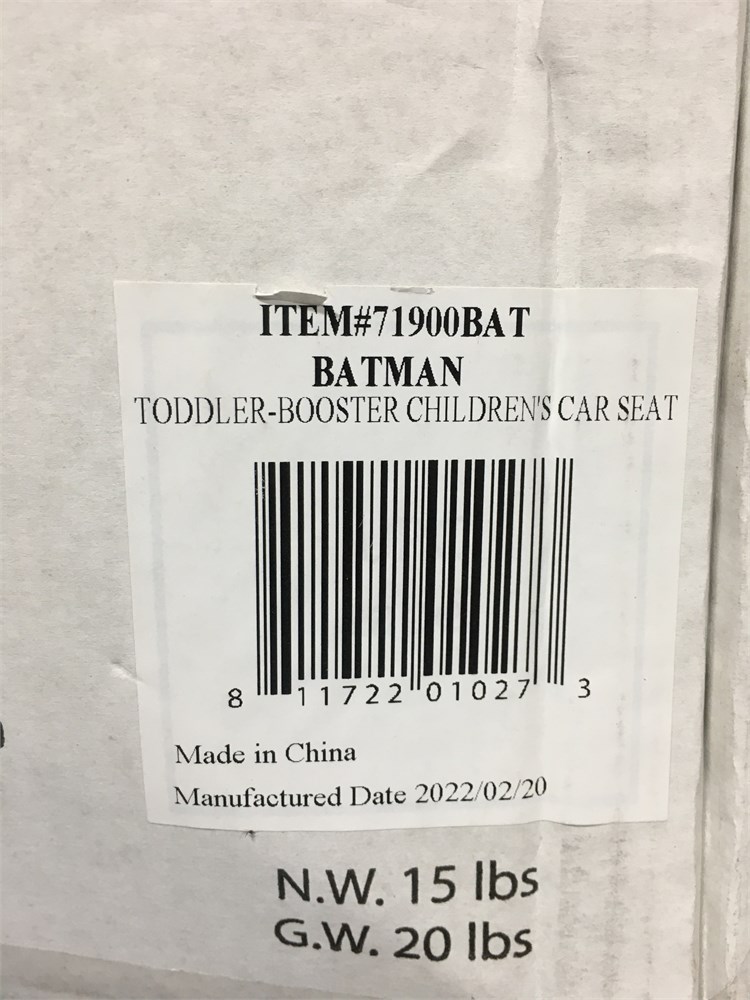 ITEM#71900BAT
BATMAN
TODDLER-BOOSTER CHILDREN'S CAR SEAT
8 11722 01027 3
Made in China
Manufactured Date 2022/02/20
N.W. 15 lbs
G.W. 20 lbs